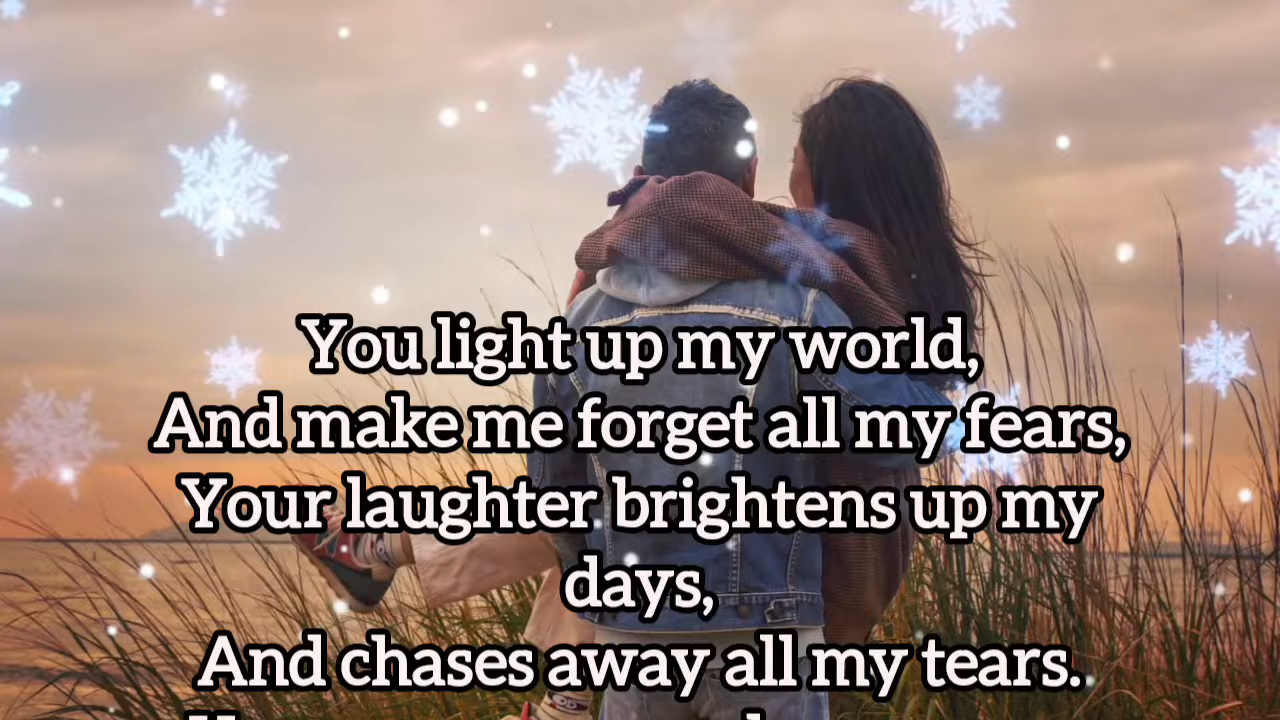 You light up my world,
And make me forget all my fears,
Your laughter brightens up my
days,
And chases away all my tears.